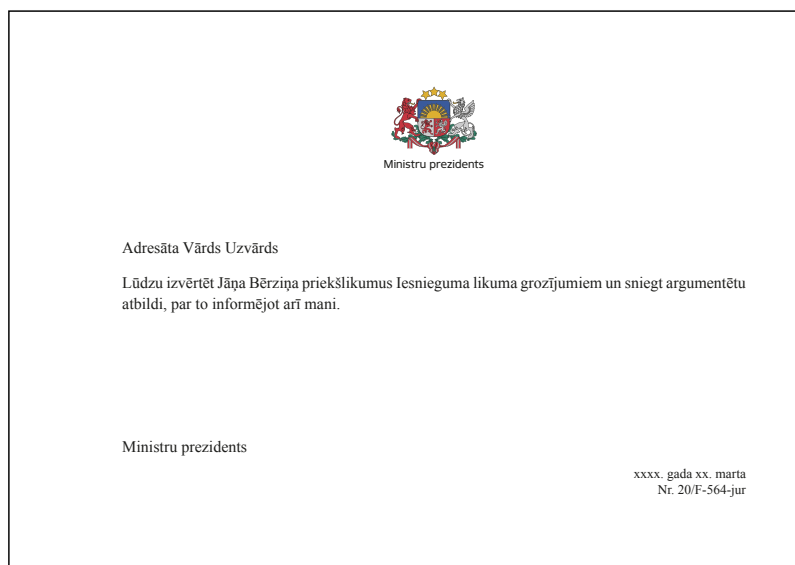 Ministru prezidents
Adresāta Vārds Uzvārds
Lūdzu izvērtēt Jāņa Bērziņa priekšlikumus Iesnieguma likuma grozījumiem un sniegt argumentētu
atbildi, par to informējot arī mani.
Ministru prezidents
xxxx. gada xx. marta
Nr. 20/F-564-jur